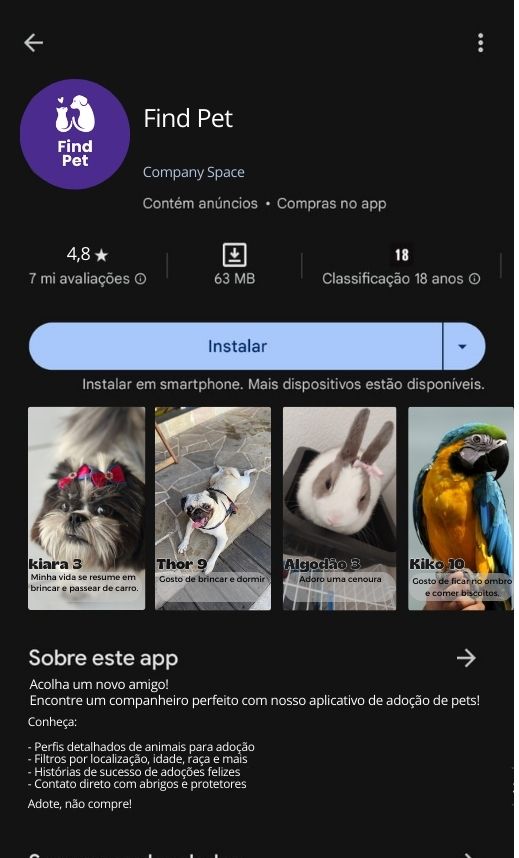 Find
Pet
Find Pet
Company Space
Contém anúncios • Compras no app
4,8 ★
7 mi avaliações
63 MB
18
Classificação 18 anos
Instalar
Instalar em smartphone. Mais dispositivos estão disponíveis.
kiara 3
Minha vida se resume em
brincar e passear de carro.
Thor 9
Gosto de brincar e dormir
Algodão 3
Adoro uma cenoura
Kiko 10
Gosto de ficar no ombro
e comer biscoitos.
Sobre este app
Acolha um novo amigo!
Encontre um companheiro perfeito com nosso aplicativo de adoção de pets!
Conheça:
- Perfis detalhados de animais para adoção
- Filtros por localização, idade, raça e mais
- Histórias de sucesso de adoções felizes
- Contato direto com abrigos e protetores
Adote, não compre!